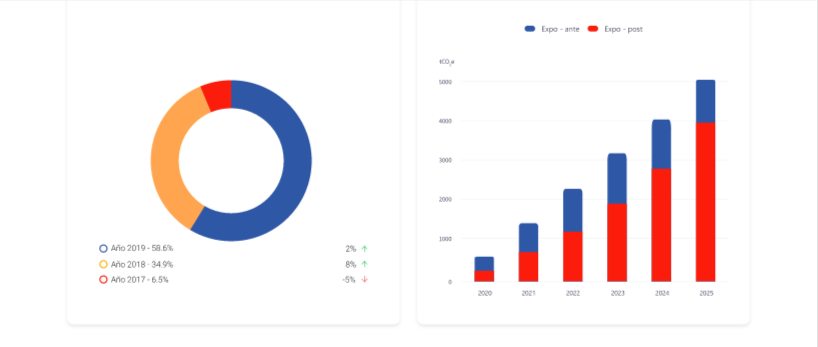 Año 2019 - 58.6% 2%
Año 2018 - 34.9% 8%
Año 2017 - 6.5% -5%
Expo - ante Expo - post
tCO₂e
5000
4000
3000
2000
1000
0
2020 2021 2022 2023 2024 2025